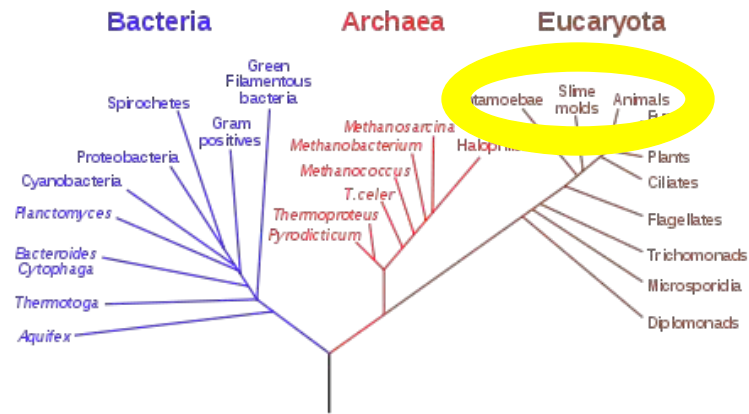 Bacteria
Archaea
Eucaryota
Green
Filamentous
bacteria
Spirochetes
Gram
positives
Proteobacteria
Cyanobacteria
Planctomyces
Bacteroides
Cytophaga
Thermotoga
Aquifex
Methanosarcina
Methanobacterium
Methanococcus
T.celer
Thermoproteus
Pyrodicticum
Slime
molds
Animals
Plants
Ciliates
Flagellates
Trichomonads
Microsporidia
Diplomonads